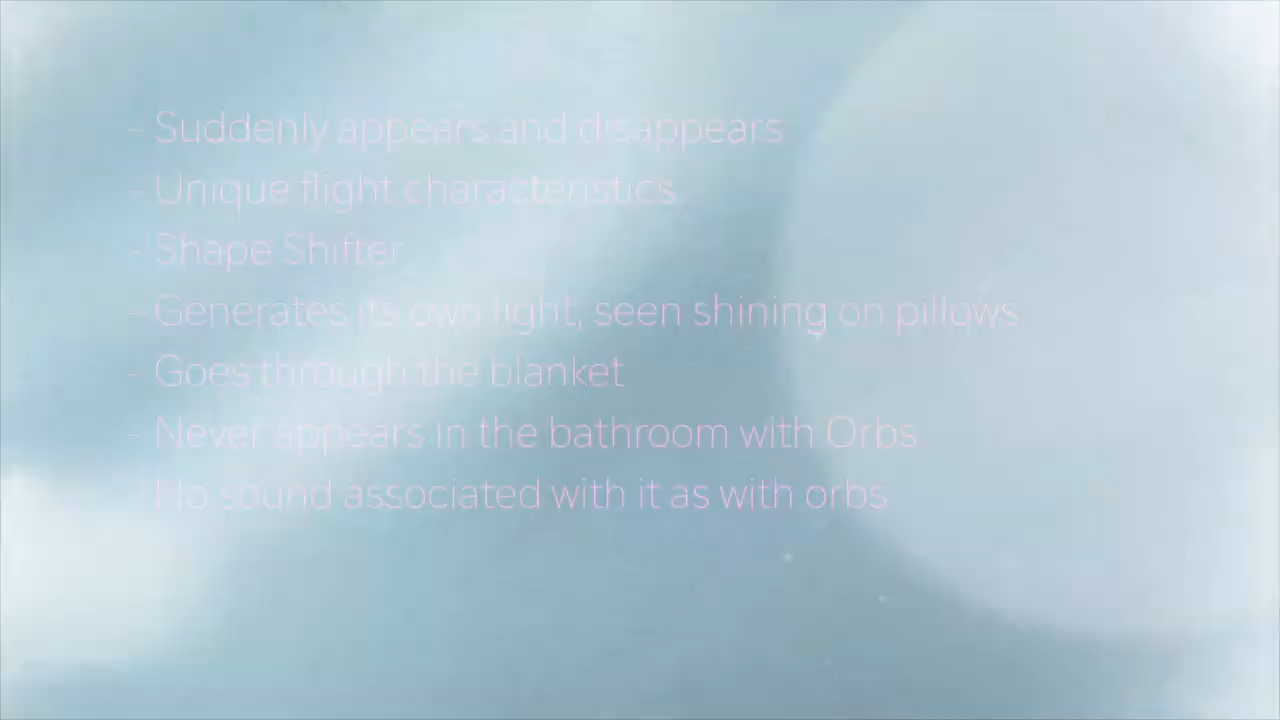 - Suddenly appears and disappears
- Unique flight characteristics
- Shape Shifter
- Generates its own light, seen shining on pillows
- Goes through the blanket
- Never appears in the bathroom with Orbs
- No sound associated with it as with orbs